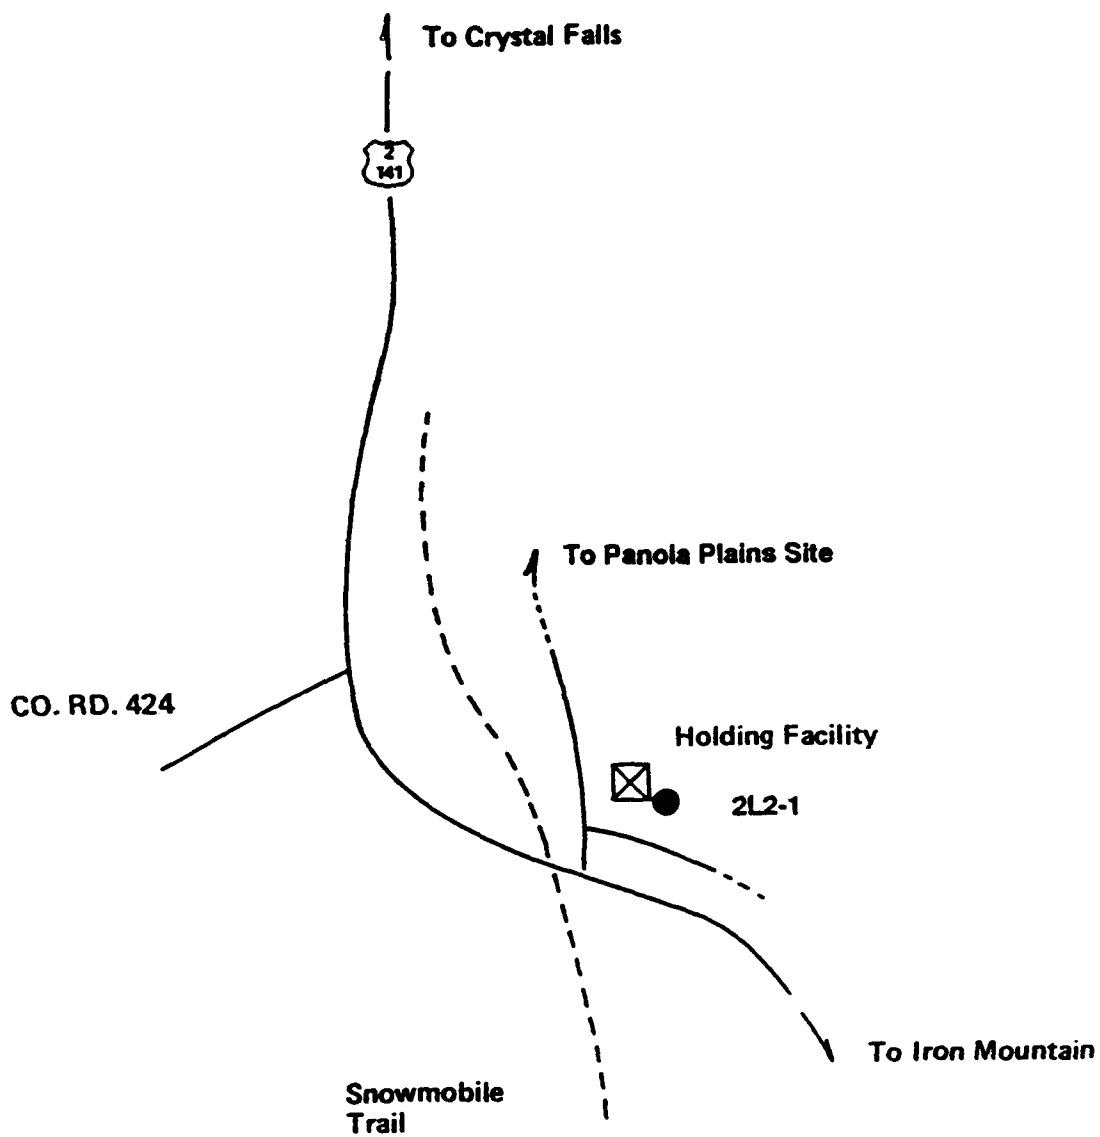 To Crystal Falls
2
141
To Panola Plains Site
CO. RD. 424
Holding Facility
2L2-1
To Iron Mountain
Snowmobile
Trail